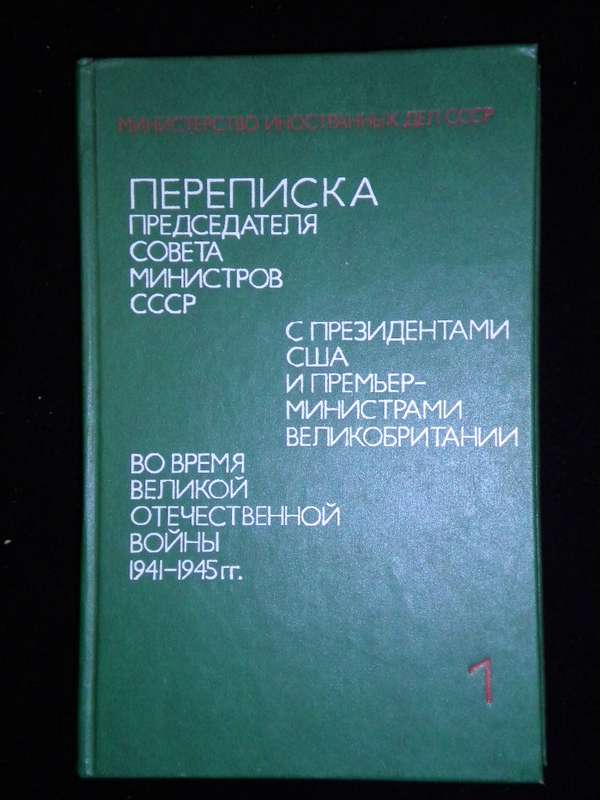 МИНИСТЕРСТВО ИНОСТРАННЫХ ДЕЛ СССР
ПЕРЕПИСКА
ПРЕДСЕДАТЕЛЯ
СОВЕТА
МИНИСТРОВ
СССР
С ПРЕЗИДЕНТАМИ
США
И ПРЕМЬЕР-
МИНИСТРАМИ
ВЕЛИКОБРИТАНИИ
ВО ВРЕМЯ
ВЕЛИКОЙ
ОТЕЧЕСТВЕННОЙ
ВОЙНЫ
1941-1945 гг.
1